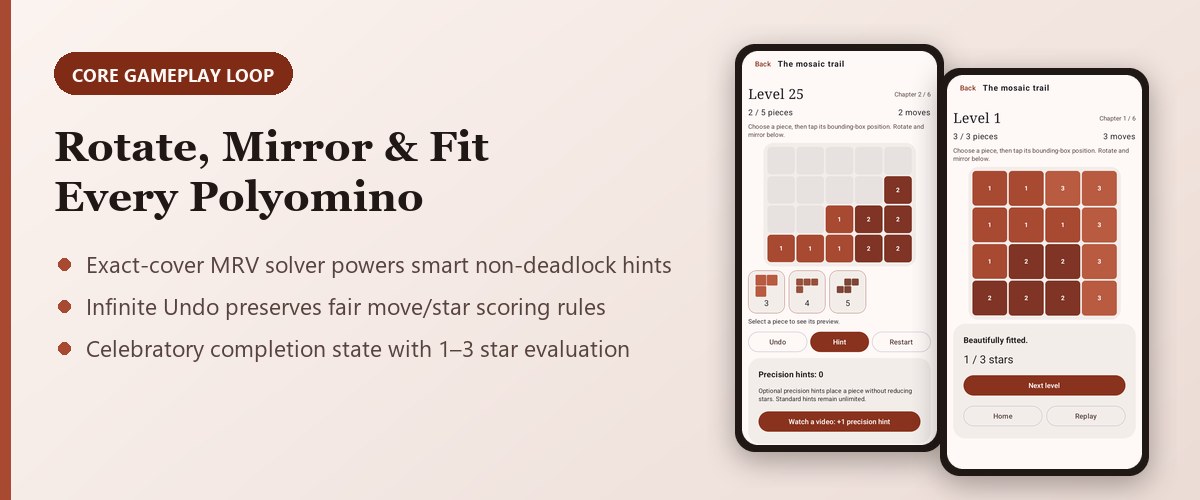 CORE GAMEPLAY LOOP
Rotate, Mirror & Fit
Every Polyomino
Exact-cover MRV solver powers smart non-deadlock hints
Infinite Undo preserves fair move/star scoring rules
Celebratory completion state with 1–3 star evaluation
Back The mosaic trail
Level 25 Chapter 2 / 6
2 / 5 pieces 2 moves
Choose a piece, then tap its bounding-box position. Rotate and
mirror below.
2
1 2 2
1 1 1 2 2
3 4 5
Select a piece to see its preview.
Undo Hint Restart
Precision hints: 0
Optional precision hints place a piece without reducing
stars. Standard hints remain unlimited.
Watch a video: +1 precision hint
Back The mosaic trail
Level 1 Chapter 1 / 6
3 / 3 pieces 3 moves
Choose a piece, then tap its bounding-box position. Rotate and
mirror below.
1 1 3 3
1 1 1 3
1 2 2 3
2 2 2 3
Beautifully fitted.
1 / 3 stars
Next level
Home Replay